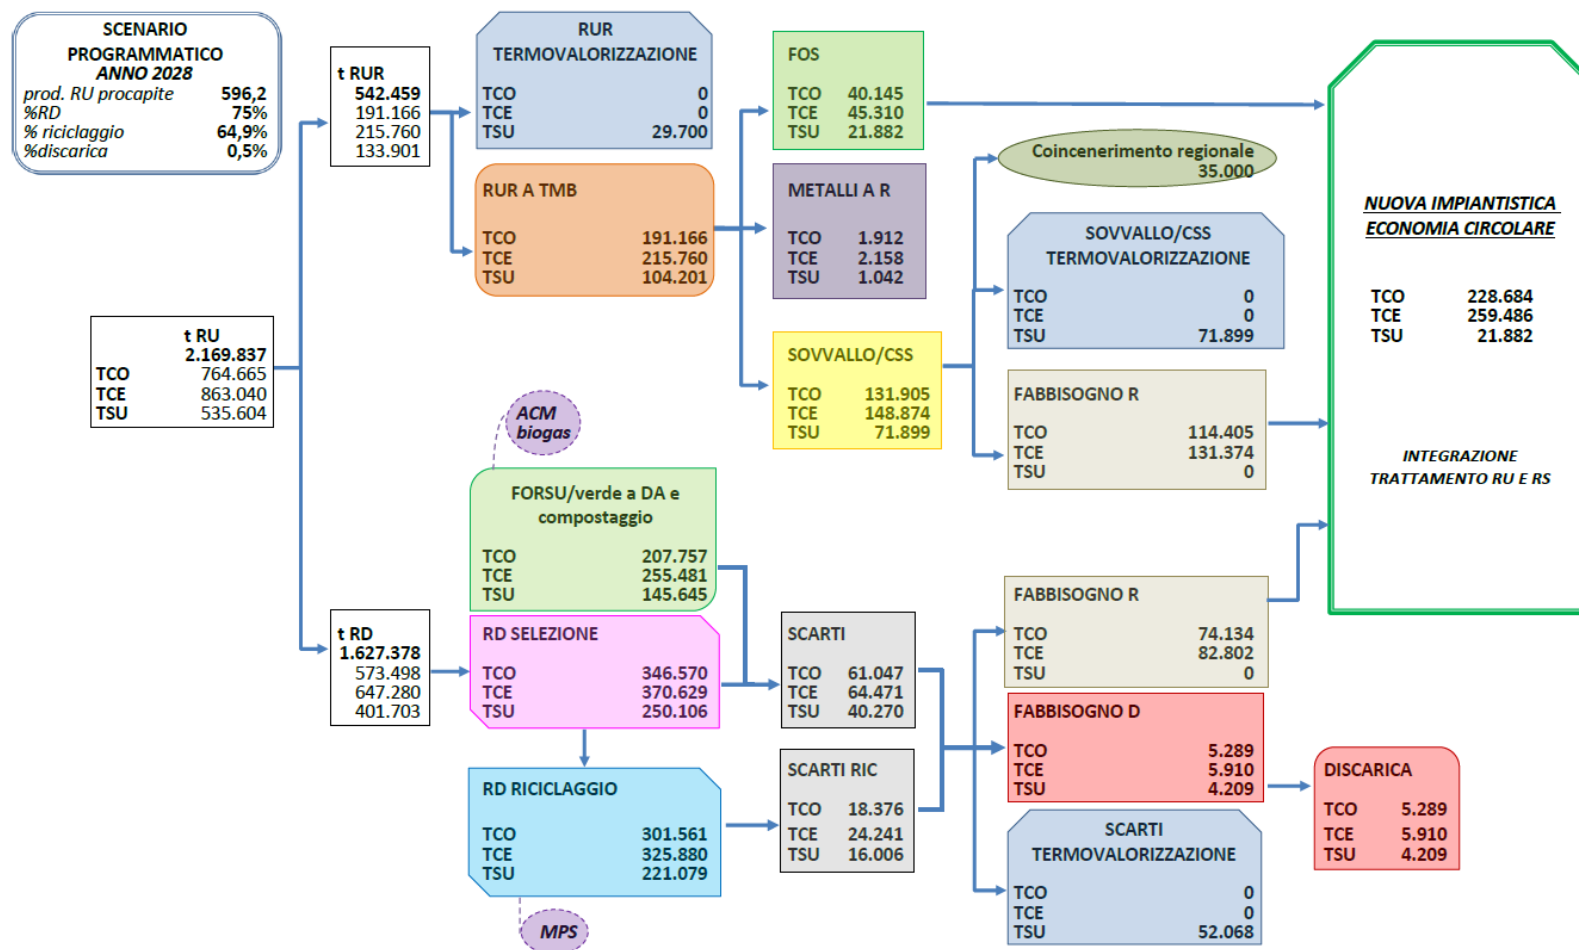 SCENARIO
PROGRAMMATICO
ANNO 2028
prod. RU procapite 596,2
%RD 75%
% riciclaggio 64,9%
%discarica 0,5%
t RU
2.169.837
TCO 764.665
TCE 863.040
TSU 535.604
t RUR
542.459
191.166
215.760
133.901
t RD
1.627.378
573.498
647.280
401.703
RUR
TERMOVALORIZZAZIONE
TCO 0
TCE 0
TSU 29.700
RUR A TMB
TCO 191.166
TCE 215.760
TSU 104.201
ACM
biogas
FORSU/verde a DA e
compostaggio
TCO 207.757
TCE 255.481
TSU 145.645
RD SELEZIONE
TCO 346.570
TCE 370.629
TSU 250.106
RD RICICLAGGIO
TCO 301.561
TCE 325.880
TSU 221.079
MPS
FOS
TCO 40.145
TCE 45.310
TSU 21.882
METALLI A R
TCO 1.912
TCE 2.158
TSU 1.042
SOVVALLO/CSS
TCO 131.905
TCE 148.874
TSU 71.899
SCARTI
TCO 61.047
TCE 64.471
TSU 40.270
SCARTI RIC
TCO 18.376
TCE 24.241
TSU 16.006
Coincenerimento regionale
35.000
SOVVALLO/CSS
TERMOVALORIZZAZIONE
TCO 0
TCE 0
TSU 71.899
FABBISOGNO R
TCO 114.405
TCE 131.374
TSU 0
FABBISOGNO R
TCO 74.134
TCE 82.802
TSU 0
FABBISOGNO D
TCO 5.289
TCE 5.910
TSU 4.209
SCARTI
TERMOVALORIZZAZIONE
TCO 0
TCE 0
TSU 52.068
DISCARICA
TCO 5.289
TCE 5.910
TSU 4.209
NUOVA IMPIANTISTICA
ECONOMIA CIRCOLARE
TCO 228.684
TCE 259.486
TSU 21.882
INTEGRAZIONE
TRATTAMENTO RU E RS